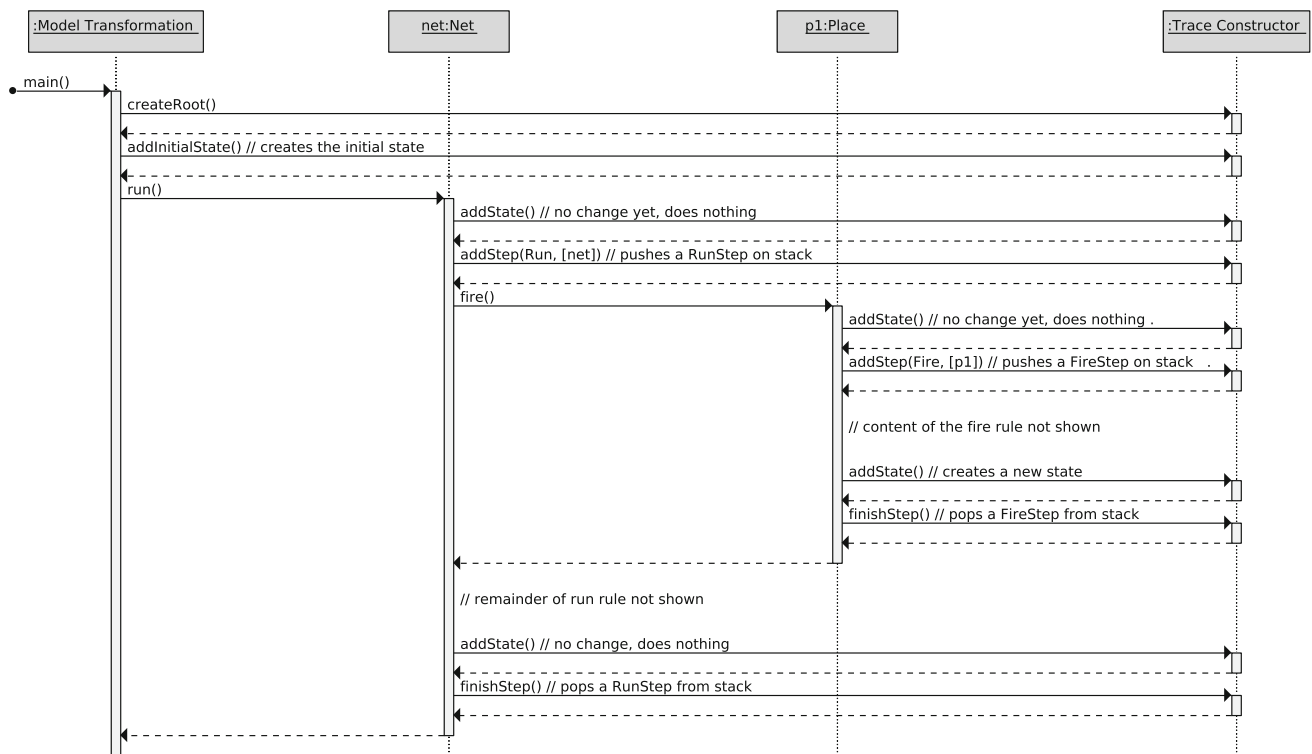 :Model Transformation
net:Net
p1:Place
:Trace Constructor
main()
createRoot()
addInitialState() // creates the initial state
run()
addState() // no change yet, does nothing
addStep(Run, [net]) // pushes a RunStep on stack
fire()
addState() // no change yet, does nothing .
addStep(Fire, [p1]) // pushes a FireStep on stack .
// content of the fire rule not shown
addState() // creates a new state
finishStep() // pops a FireStep from stack
// remainder of run rule not shown
addState() // no change, does nothing
finishStep() // pops a RunStep from stack